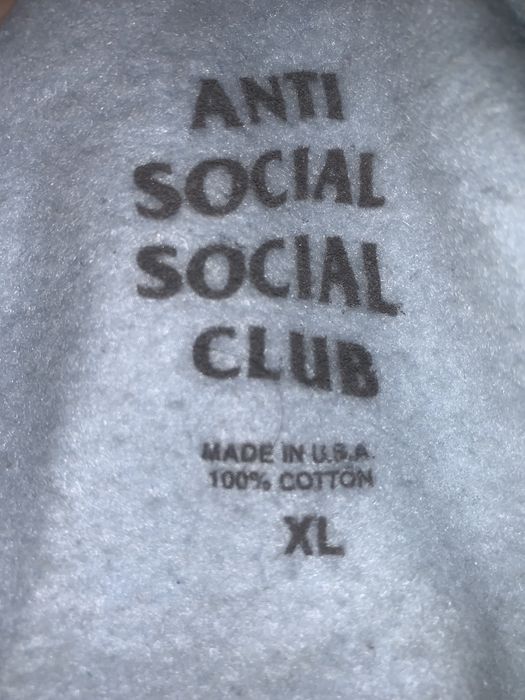 ANTI
SOCIAL
SOCIAL
CLUB
MADE IN U.S.A.
100% COTTON
XL